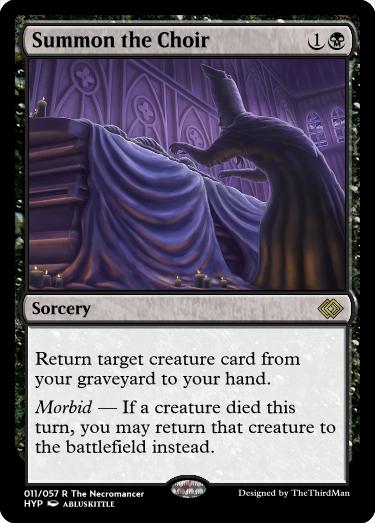 Summon the Choir 1
Sorcery
Return target creature card from
your graveyard to your hand.
Morbid — If a creature died this
turn, you may return that creature to
the battlefield instead.
011/057 R The Necromancer
HYP ABLUSKITTLE
Designed by TheThirdMan